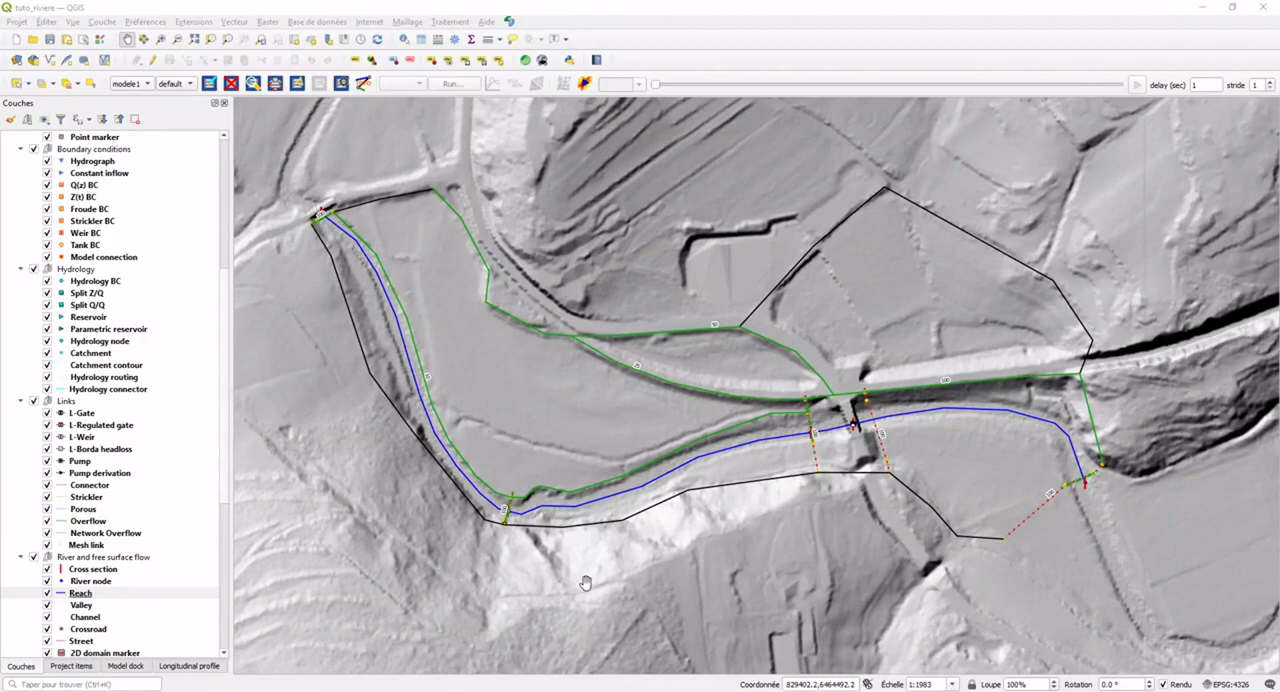 tuto_riviere — QGIS
Projet Éditer Vue Couche Préférences Extensions Vecteur Raster Base de données Internet Maillage Traitement Aide
modele1 default Run... delay (sec) 1 stride 1
Couches
Point marker
Boundary conditions
Hydrograph
Constant inflow
Q(z) BC
Z(t) BC
Froude BC
Strickler BC
Weir BC
Tank BC
Model connection
Hydrology
Hydrology BC
Split Z/Q
Split Q/Q
Reservoir
Parametric reservoir
Hydrology node
Catchment
Catchment contour
Hydrology routing
Hydrology connector
Links
L-Gate
L-Regulated gate
L-Weir
L-Borda headloss
Pump
Pump derivation
Connector
Strickler
Porous
Overflow
Network Overflow
Mesh link
River and free surface flow
Cross section
River node
Reach
Valley
Channel
Crossroad
Street
2D domain marker
Couches Project items Model dock Longitudinal profile
Taper pour trouver (Ctrl+K) Coordonnée 829402.2,6464492.2 Échelle 1:1983 Loupe 100% Rotation 0.0 ° Rendu EPSG:4326
50
25
100